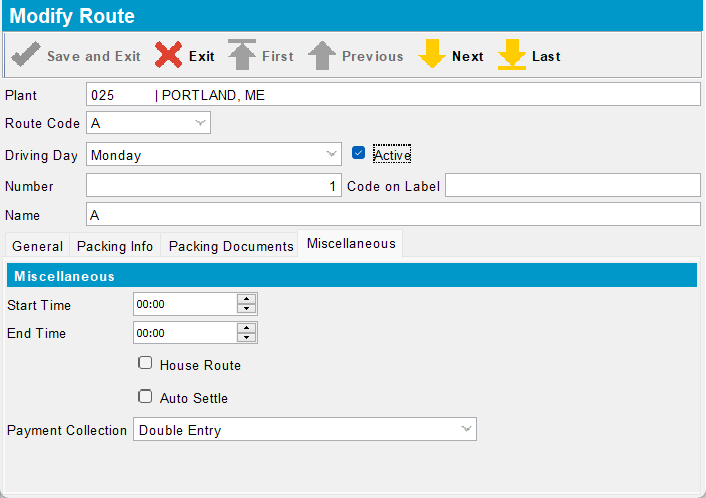 Modify Route
Save and Exit Exit First Previous Next Last
Plant 025 | PORTLAND, ME
Route Code A
Driving Day Monday Active
Number 1 Code on Label
Name A
General Packing Info Packing Documents Miscellaneous
Miscellaneous
Start Time 00:00
End Time 00:00
House Route
Auto Settle
Payment Collection Double Entry